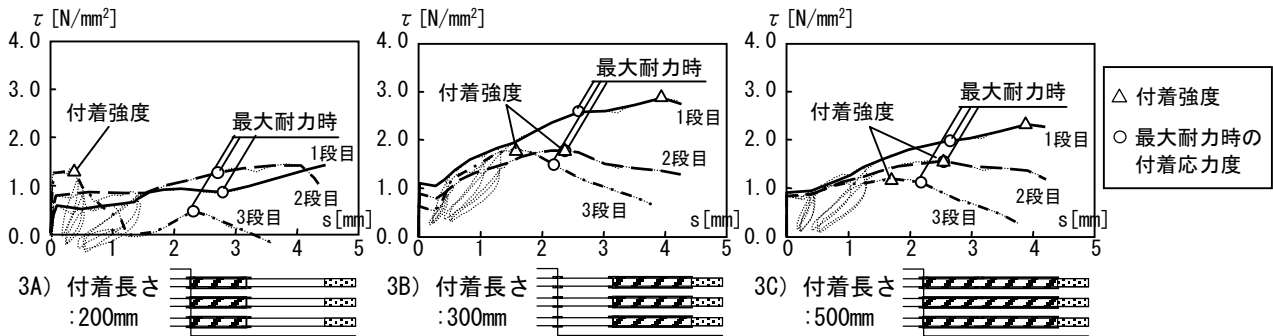 τ [N/mm²]
4.0
3.0
2.0
1.0
0.0
0 1 2 3 4 5
s[mm]
付着強度
最大耐力時
1段目
2段目
3段目
3A) 付着長さ
:200mm
τ [N/mm²]
4.0
3.0
2.0
1.0
0.0
0 1 2 3 4 5
s[mm]
最大耐力時
付着強度
1段目
2段目
3段目
3B) 付着長さ
:300mm
τ [N/mm²]
4.0
3.0
2.0
1.0
0.0
0 1 2 3 4 5
s[mm]
最大耐力時
付着強度
1段目
2段目
3段目
3C) 付着長さ
:500mm
△ 付着強度
○ 最大耐力時の
付着応力度